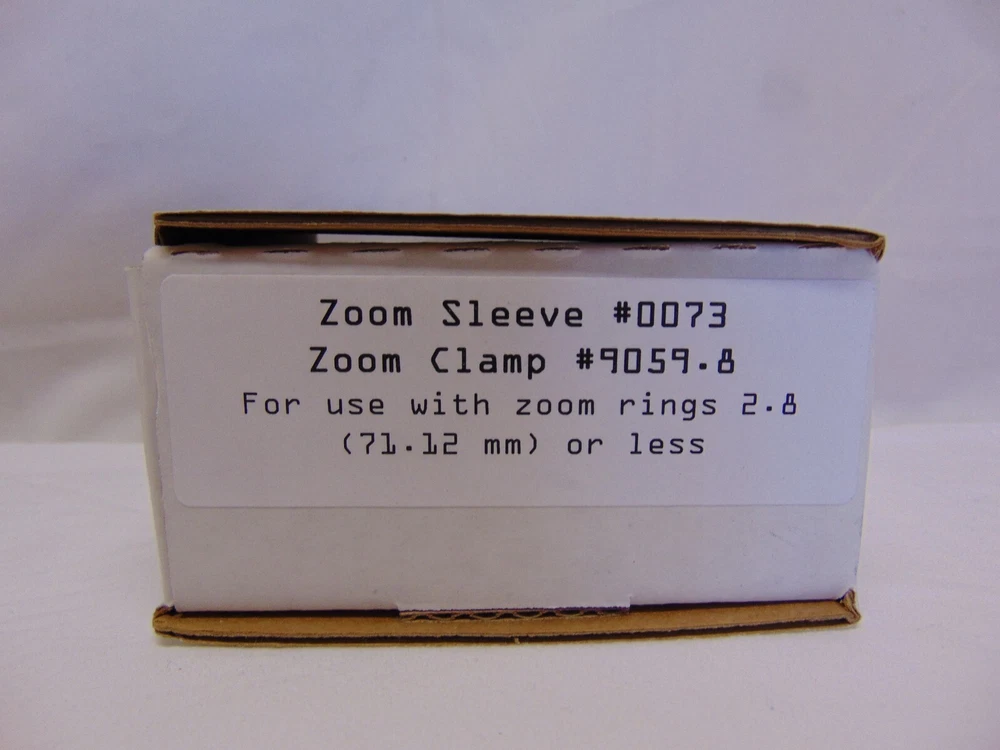 Zoom Sleeve #0073
Zoom Clamp #9059.8
For use with zoom rings 2.8
(71.12 mm) or less